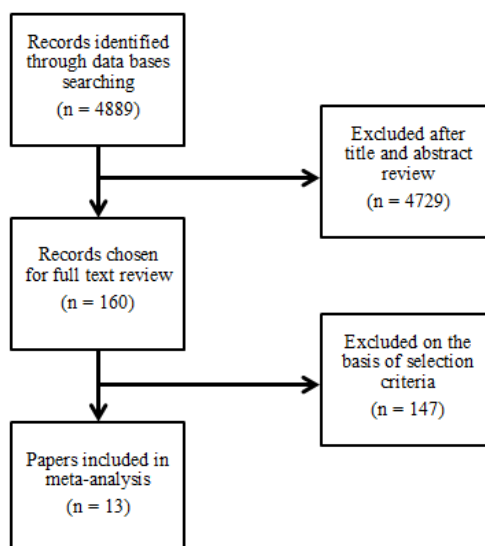 Records identified
through data bases
searching
(n = 4889)
Excluded after
title and abstract
review
(n = 4729)
Records chosen
for full text review
(n = 160)
Excluded on the
basis of selection
criteria
(n = 147)
Papers included in
meta-analysis
(n = 13)